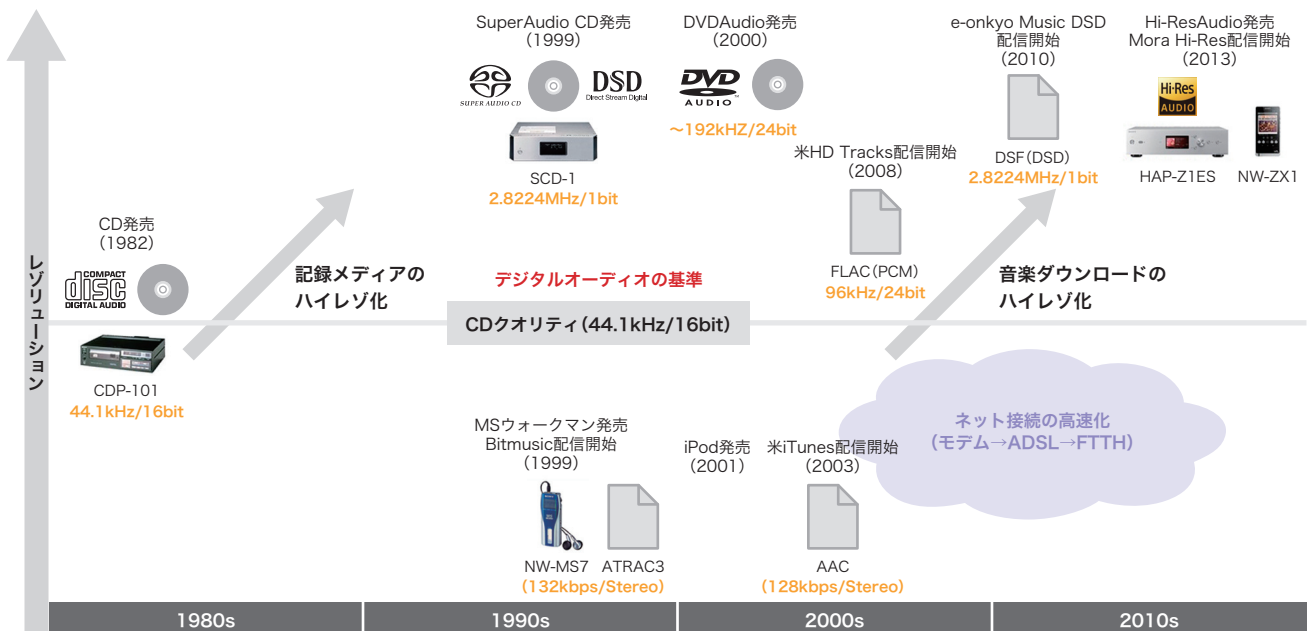 レゾリューション
CD発売
(1982)
COMPACT
disc
DIGITAL AUDIO
CDP-101
44.1kHz/16bit
記録メディアの
ハイレゾ化
SuperAudio CD発売
(1999)
SUPER AUDIO CD
DSD
Direct Stream Digital
SCD-1
2.8224MHz/1bit
DVDAudio発売
(2000)
DVD
AUDIO
～192kHZ/24bit
米HD Tracks配信開始
(2008)
FLAC(PCM)
96kHz/24bit
e-onkyo Music DSD
配信開始
(2010)
DSF(DSD)
2.8224MHz/1bit
Hi-ResAudio発売
Mora Hi-Res配信開始
(2013)
Hi-Res
AUDIO
HAP-Z1ES
NW-ZX1
デジタルオーディオの基準
CDクオリティ(44.1kHz/16bit)
音楽ダウンロードの
ハイレゾ化
MSウォークマン発売
Bitmusic配信開始
(1999)
NW-MS7
ATRAC3
(132kbps/Stereo)
iPod発売
(2001)
米iTunes配信開始
(2003)
AAC
(128kbps/Stereo)
ネット接続の高速化
(モデム→ADSL→FTTH)
1980s
1990s
2000s
2010s